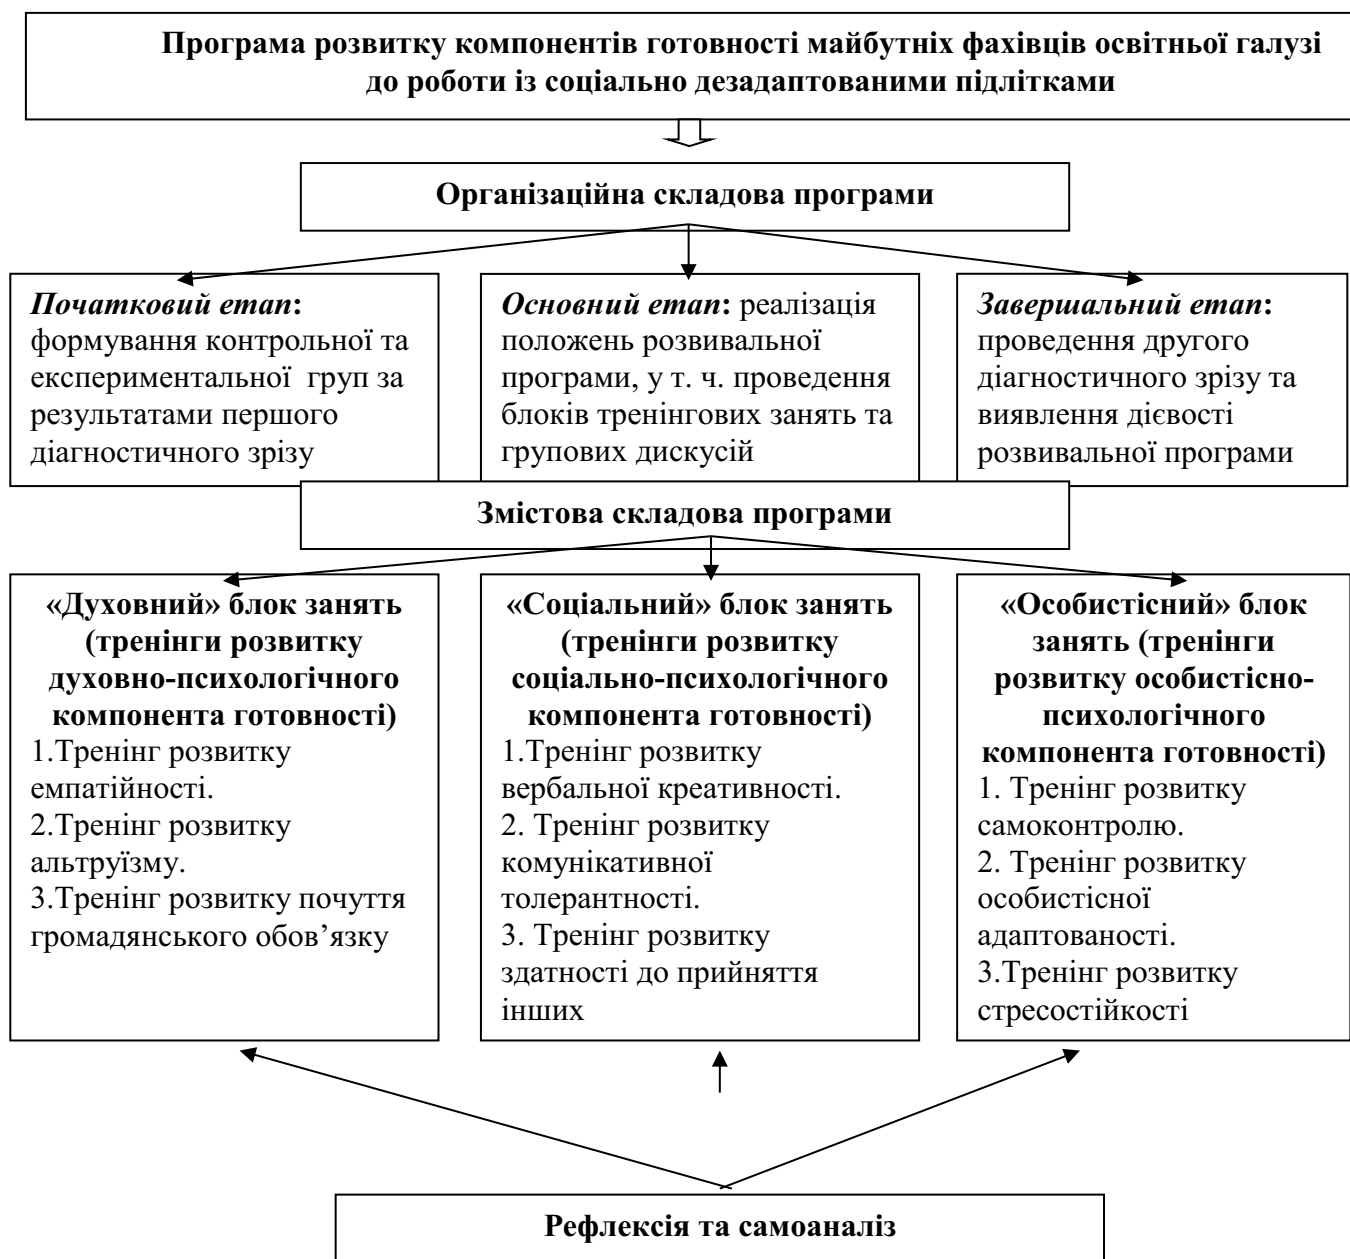 Програма розвитку компонентів готовності майбутніх фахівців освітньої галузі
до роботи із соціально дезадаптованими підлітками
Організаційна складова програми
Початковий етап:
формування контрольної та
експериментальної груп за
результатами першого
діагностичного зрізу
Основний етап: реалізація
положень розвивальної
програми, у т. ч. проведення
блоків тренінгових занять та
групових дискусій
Завершальний етап:
проведення другого
діагностичного зрізу та
виявлення дієвості
розвивальної програми
Змістова складова програми
«Духовний» блок занять
(тренінги розвитку
духовно-психологічного
компонента готовності)
1.Тренінг розвитку
емпатійності.
2.Тренінг розвитку
альтруїзму.
3.Тренінг розвитку почуття
громадянського обов’язку
«Соціальний» блок занять
(тренінги розвитку
соціально-психологічного
компонента готовності)
1.Тренінг розвитку
вербальної креативності.
2. Тренінг розвитку
комунікативної
толерантності.
3. Тренінг розвитку
здатності до прийняття
інших
«Особистісний» блок
занять (тренінги
розвитку особистісно-
психологічного
компонента готовності)
1. Тренінг розвитку
самоконтролю.
2. Тренінг розвитку
особистісної
адаптованості.
3.Тренінг розвитку
стресостійкості
Рефлексія та самоаналіз